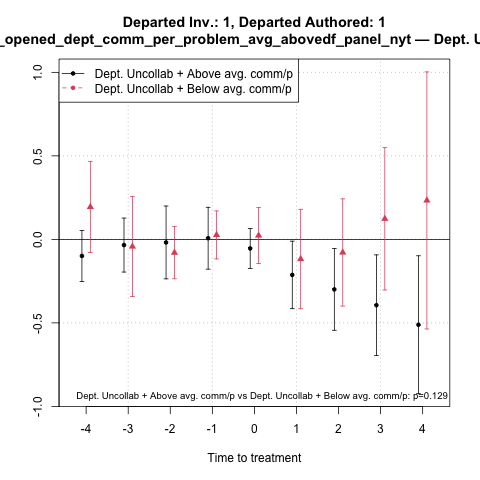 Departed Inv.: 1, Departed Authored: 1
_opened_dept_comm_per_problem_avg_abovedf_panel_nyt — Dept. U
Dept. Uncollab + Above avg. comm/p
Dept. Uncollab + Below avg. comm/p
1.0
0.5
0.0
-0.5
-1.0
Dept. Uncollab + Above avg. comm/p vs Dept. Uncollab + Below avg. comm/p: p=0.129
-4 -3 -2 -1 0 1 2 3 4
Time to treatment